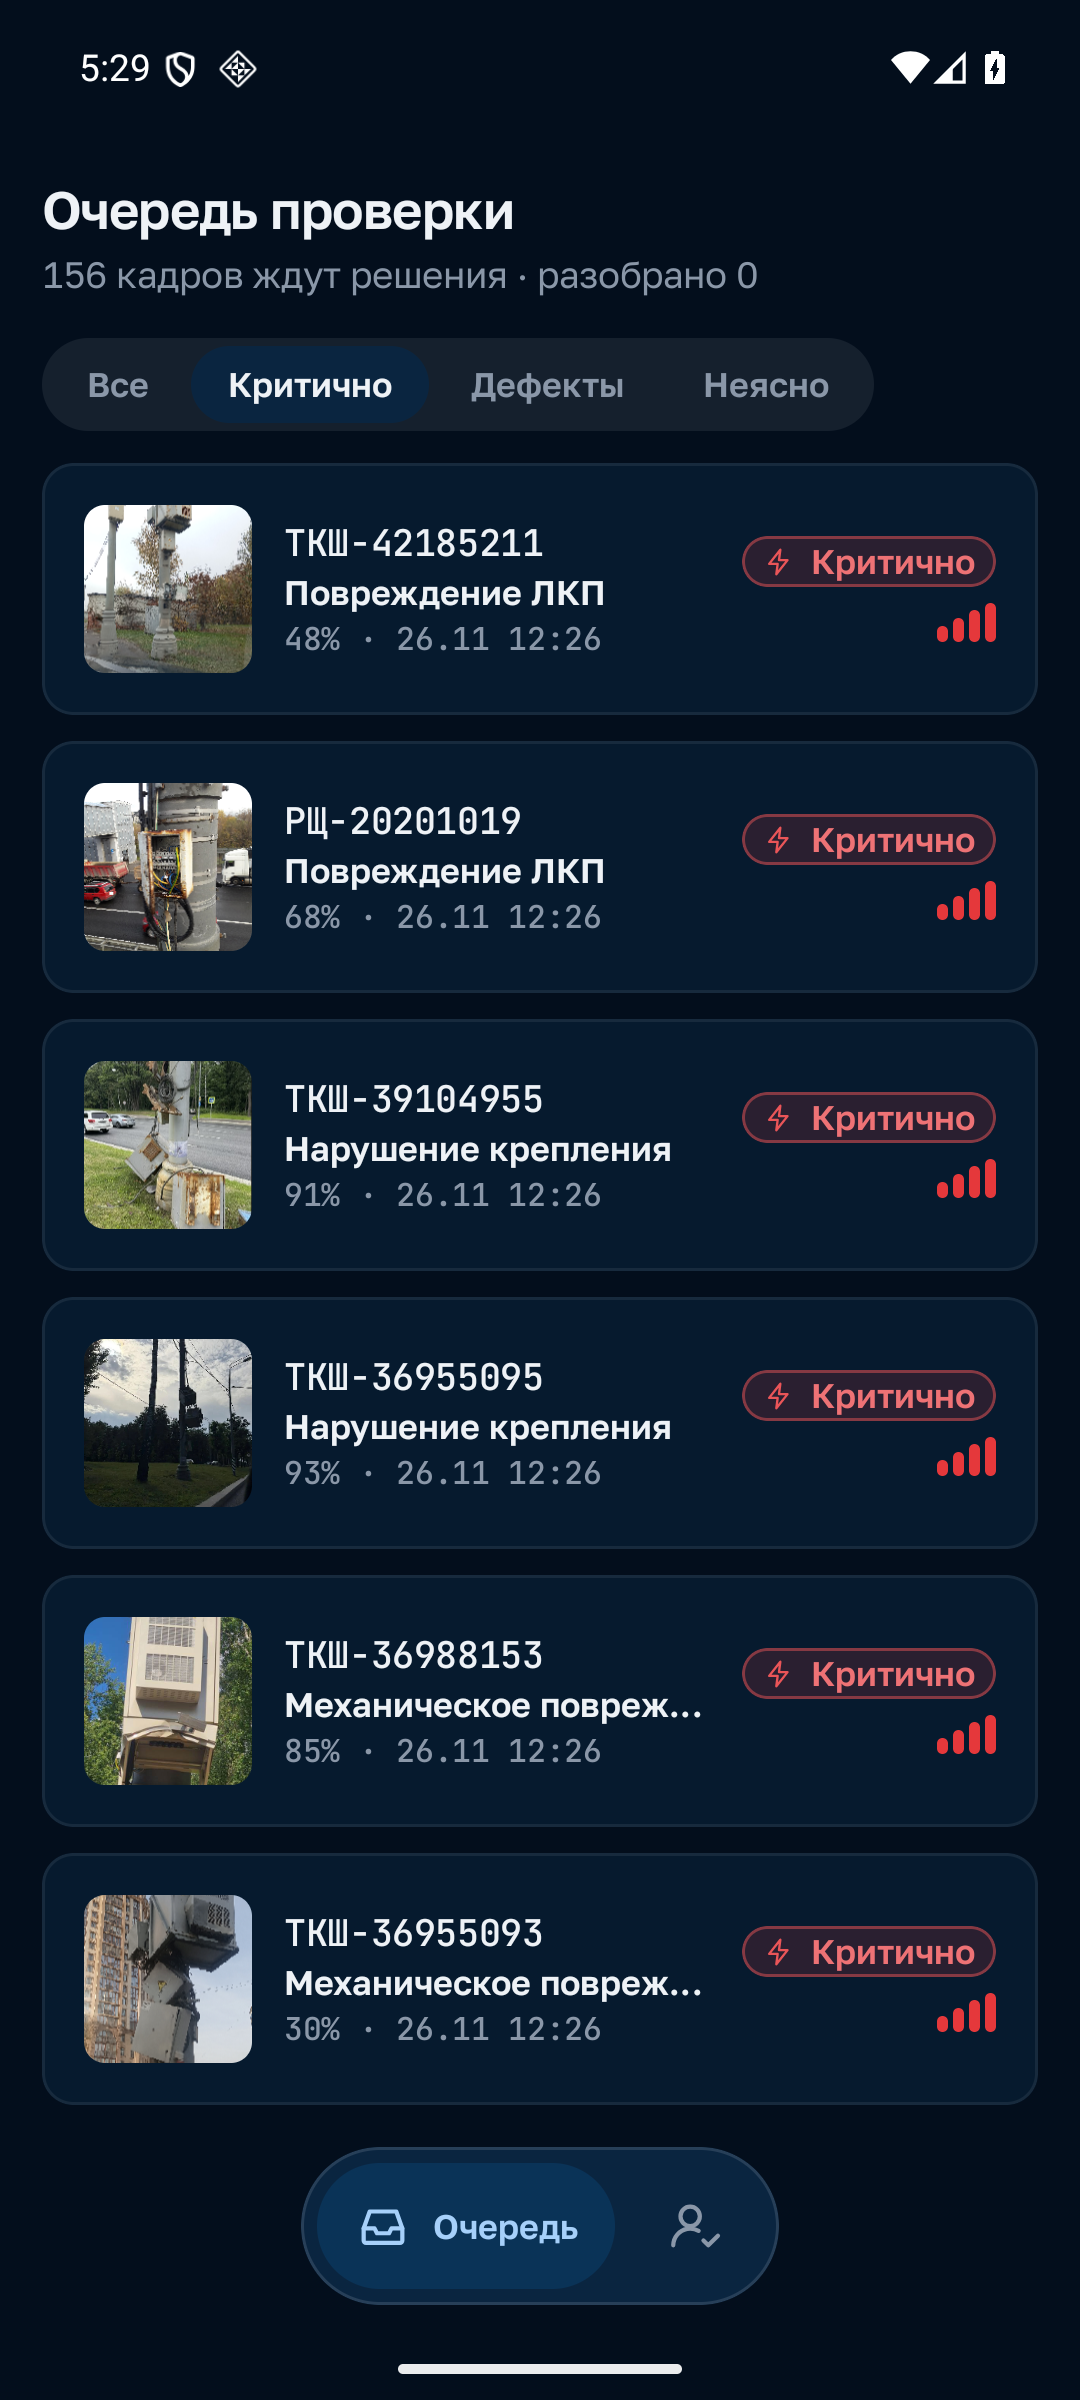 5:29
Очередь проверки
156 кадров ждут решения · разобрано 0
Все Критично Дефекты Неясно
ТКШ-42185211
Критично
Повреждение ЛКП
48% · 26.11 12:26
РЩ-20201019
Критично
Повреждение ЛКП
68% · 26.11 12:26
ТКШ-39104955
Критично
Нарушение крепления
91% · 26.11 12:26
ТКШ-36955095
Критично
Нарушение крепления
93% · 26.11 12:26
ТКШ-36988153
Критично
Механическое повреж...
85% · 26.11 12:26
ТКШ-36955093
Критично
Механическое повреж...
30% · 26.11 12:26
Очередь